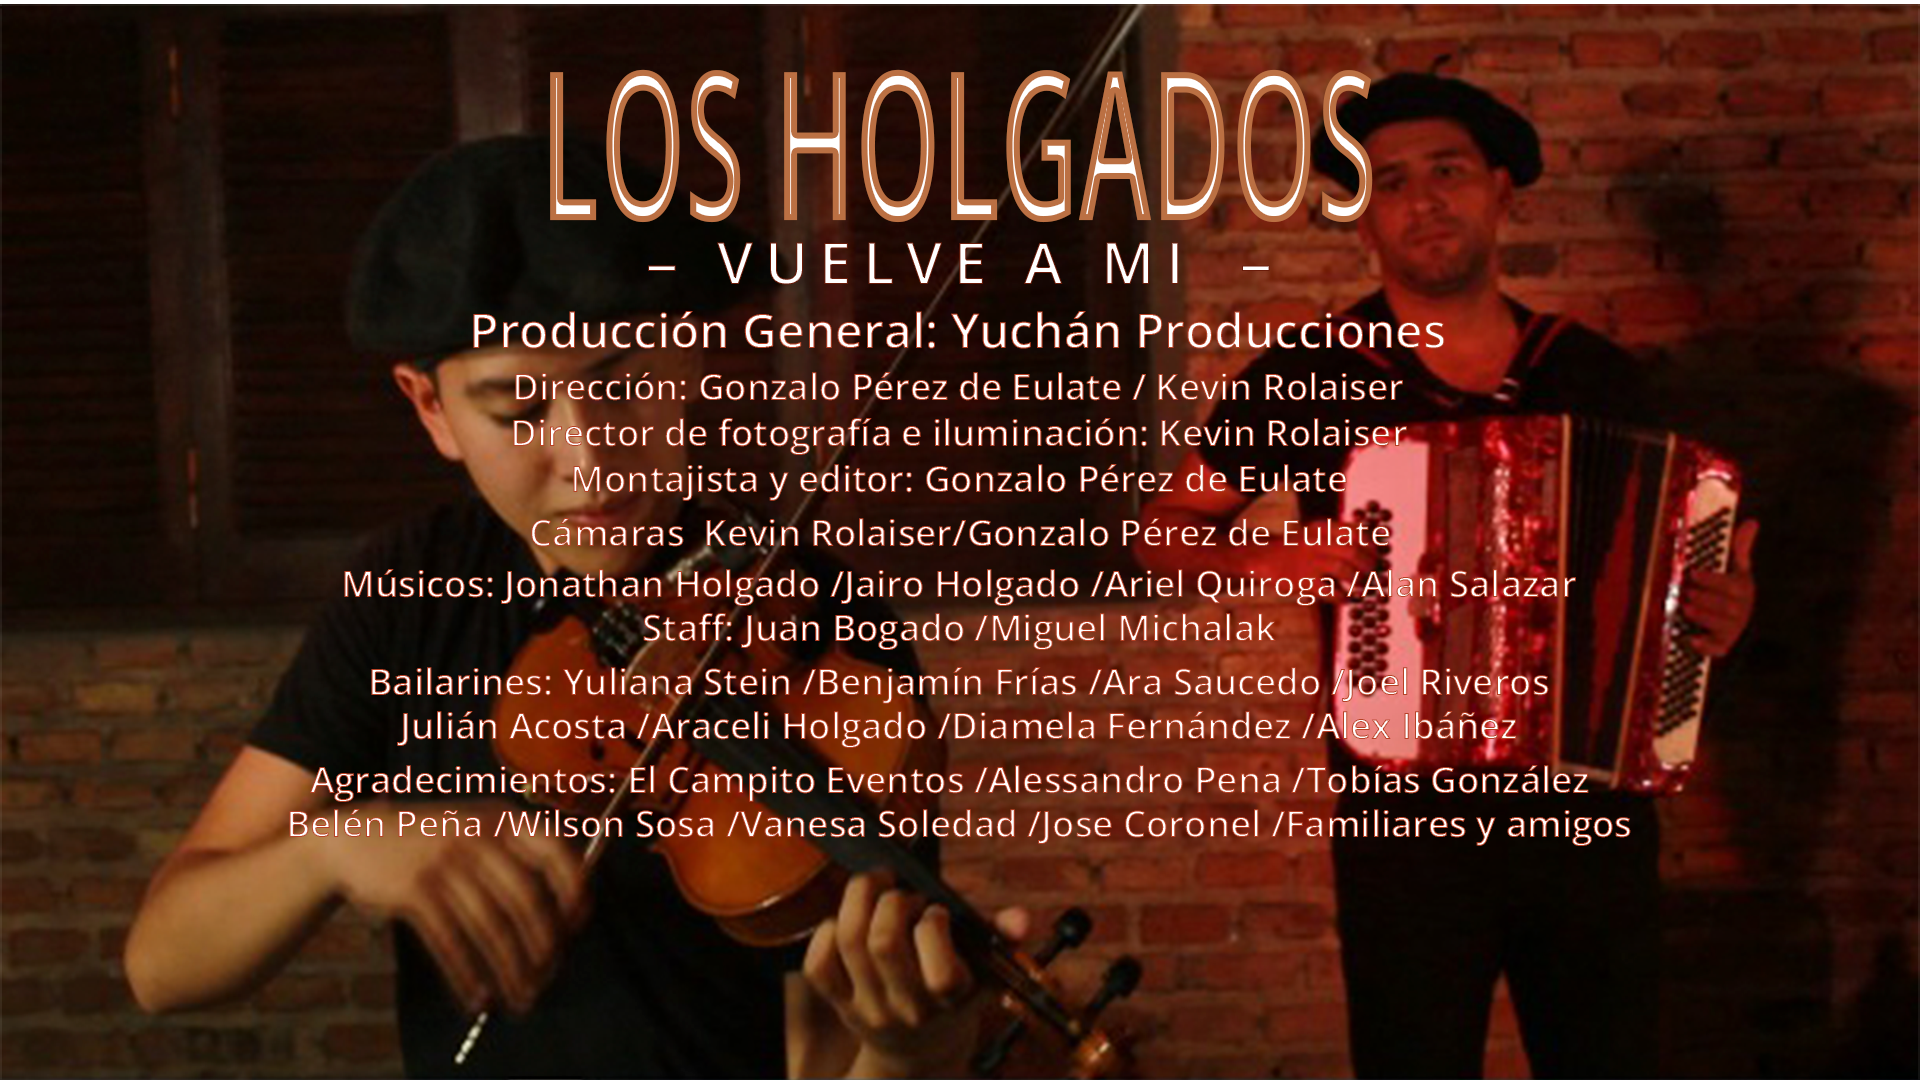 LOS HOLGADOS
– VUELVE A MI –
Producción General: Yuchán Producciones
Dirección: Gonzalo Pérez de Eulate / Kevin Rolaiser
Director de fotografía e iluminación: Kevin Rolaiser
Montajista y editor: Gonzalo Pérez de Eulate
Cámaras  Kevin Rolaiser/Gonzalo Pérez de Eulate
Músicos: Jonathan Holgado /Jairo Holgado /Ariel Quiroga /Alan Salazar
Staff: Juan Bogado /Miguel Michalak
Bailarines: Yuliana Stein /Benjamín Frías /Ara Saucedo /Joel Riveros
Julián Acosta /Araceli Holgado /Diamela Fernández /Alex Ibáñez
Agradecimientos: El Campito Eventos /Alessandro Pena /Tobías González
Belén Peña /Wilson Sosa /Vanesa Soledad /Jose Coronel /Familiares y amigos